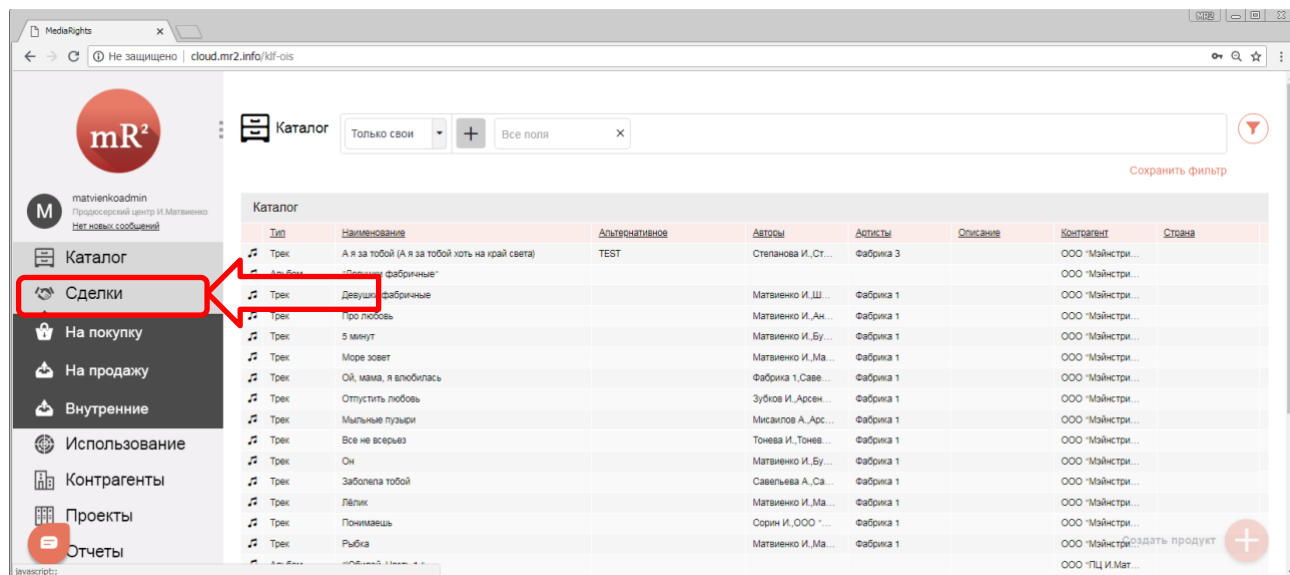 MR2
MediaRights
Не защищено | cloud.mr2.info/klf-ois
mR²
Каталог
Только свои
Все поля
Сохранить фильтр
M
matvienkoadmin
Продюсерский центр И.Матвиенко
Нет новых сообщений
Каталог
Сделки
На покупку
На продажу
Внутренние
Использование
Контрагенты
Проекты
Отчеты
Каталог
Тип Наименование Альтернативное Авторы Артисты Описание Контрагент Страна
Трек А я за тобой (А я за тобой хоть на край света) TEST Степанова И.,Ст... Фабрика 3 ООО "Мэйнстри...
Альбом "Девушки фабричные" ООО "Мэйнстри...
Трек Девушки фабричные Матвиенко И.,Ш... Фабрика 1 ООО "Мэйнстри...
Трек Про любовь Матвиенко И.,Ан... Фабрика 1 ООО "Мэйнстри...
Трек 5 минут Матвиенко И.,Бу... Фабрика 1 ООО "Мэйнстри...
Трек Море зовет Матвиенко И.,Ма... Фабрика 1 ООО "Мэйнстри...
Трек Ой, мама, я влюбилась Фабрика 1,Саве... Фабрика 1 ООО "Мэйнстри...
Трек Отпустить любовь Зубков И.,Арсен... Фабрика 1 ООО "Мэйнстри...
Трек Мыльные пузыри Мисаилов А.,Арс... Фабрика 1 ООО "Мэйнстри...
Трек Все не всерьез Тонева И.,Тонев... Фабрика 1 ООО "Мэйнстри...
Трек Он Матвиенко И.,Бу... Фабрика 1 ООО "Мэйнстри...
Трек Заболела тобой Савельева А.,Са... Фабрика 1 ООО "Мэйнстри...
Трек Лёлик Матвиенко И.,Ма... Фабрика 1 ООО "Мэйнстри...
Трек Понимаешь Сорин И.,ООО "... Фабрика 1 ООО "Мэйнстри...
Трек Рыбка Матвиенко И.,Ма... Фабрика 1 ООО "Мэйнстри...
ООО "ПЦ И.Мат...
Создать продукт
javascript:;